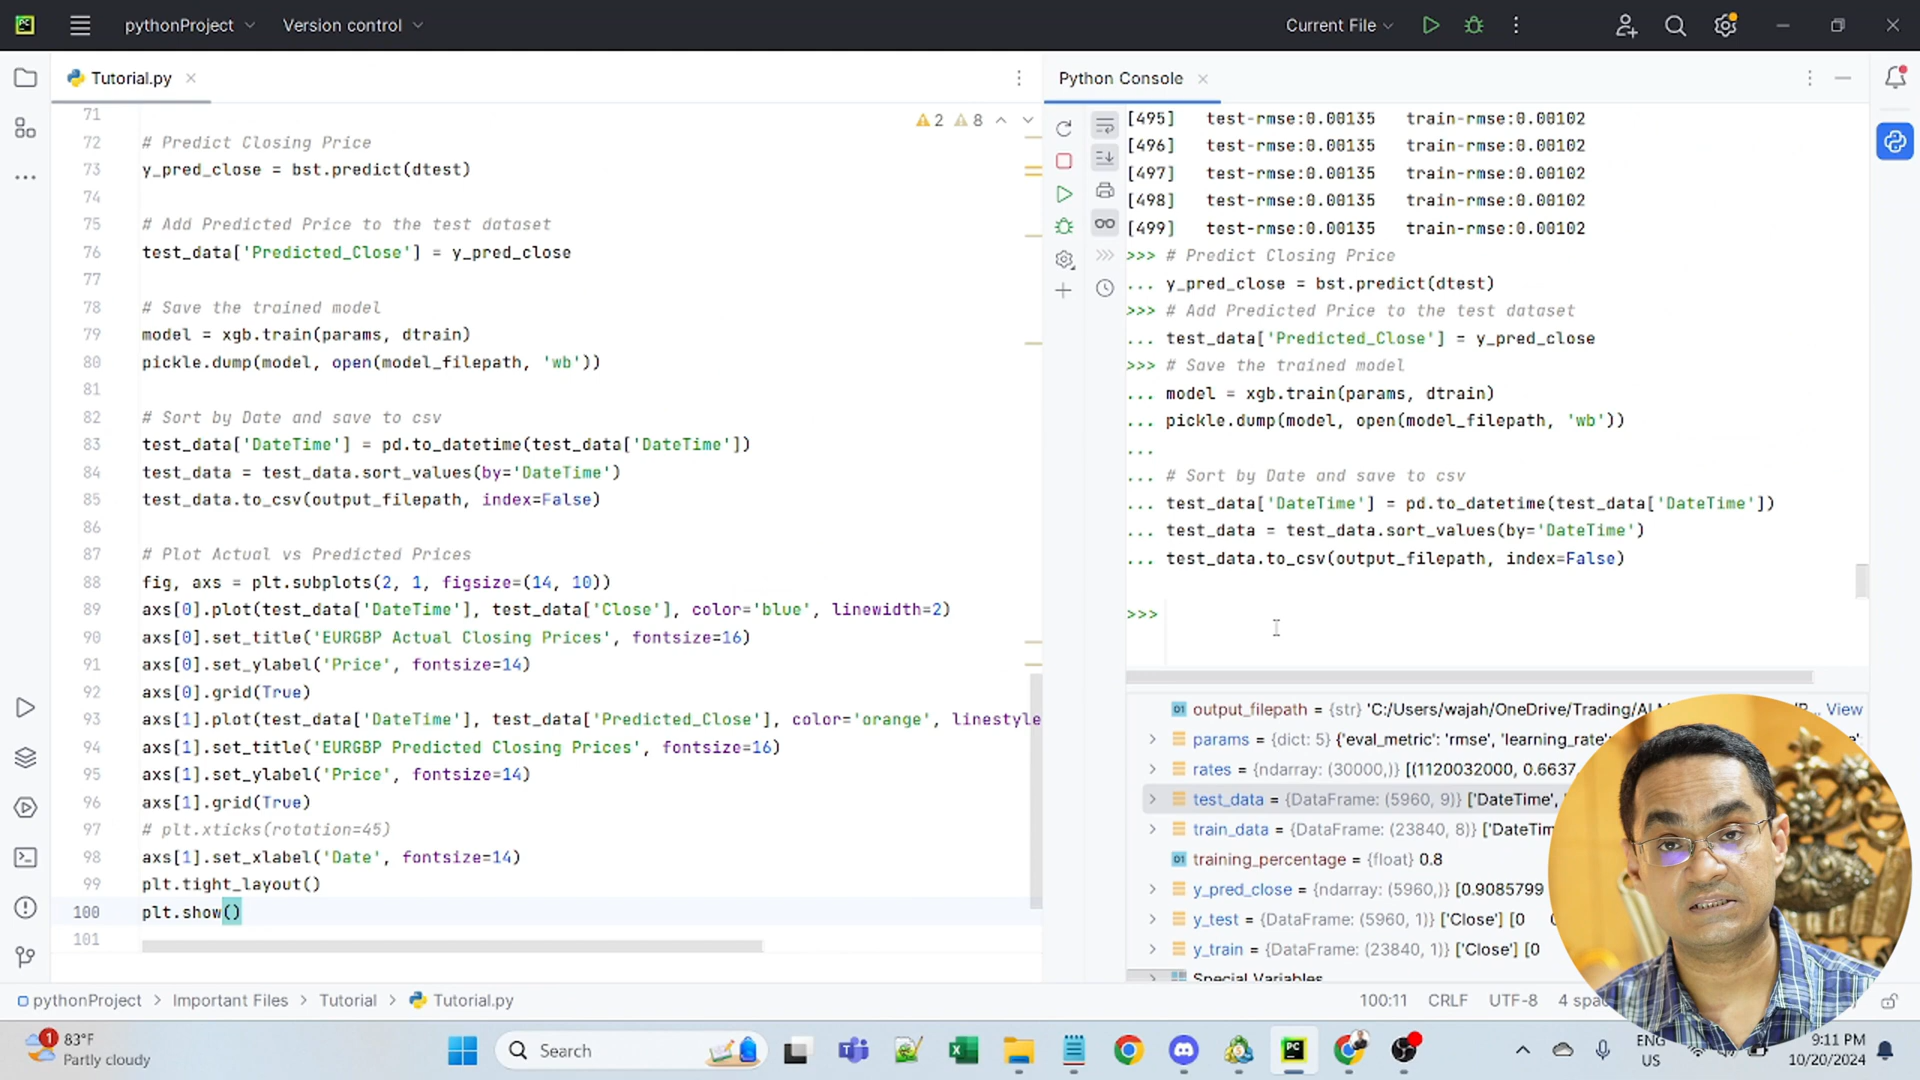 pythonProject
Version control
Current File
Tutorial.py
2
8
71
72 # Predict Closing Price
73 y_pred_close = bst.predict(dtest)
74
75 # Add Predicted Price to the test dataset
76 test_data['Predicted_Close'] = y_pred_close
77
78 # Save the trained model
79 model = xgb.train(params, dtrain)
80 pickle.dump(model, open(model_filepath, 'wb'))
81
82 # Sort by Date and save to csv
83 test_data['DateTime'] = pd.to_datetime(test_data['DateTime'])
84 test_data = test_data.sort_values(by='DateTime')
85 test_data.to_csv(output_filepath, index=False)
86
87 # Plot Actual vs Predicted Prices
88 fig, axs = plt.subplots(2, 1, figsize=(14, 10))
89 axs[0].plot(test_data['DateTime'], test_data['Close'], color='blue', linewidth=2)
90 axs[0].set_title('EURGBP Actual Closing Prices', fontsize=16)
91 axs[0].set_ylabel('Price', fontsize=14)
92 axs[0].grid(True)
93 axs[1].plot(test_data['DateTime'], test_data['Predicted_Close'], color='orange', linestyle
94 axs[1].set_title('EURGBP Predicted Closing Prices', fontsize=16)
95 axs[1].set_ylabel('Price', fontsize=14)
96 axs[1].grid(True)
97 # plt.xticks(rotation=45)
98 axs[1].set_xlabel('Date', fontsize=14)
99 plt.tight_layout()
100 plt.show()
101
Python Console
[495] test-rmse:0.00135 train-rmse:0.00102
[496] test-rmse:0.00135 train-rmse:0.00102
[497] test-rmse:0.00135 train-rmse:0.00102
[498] test-rmse:0.00135 train-rmse:0.00102
[499] test-rmse:0.00135 train-rmse:0.00102
>>> # Predict Closing Price
... y_pred_close = bst.predict(dtest)
>>> # Add Predicted Price to the test dataset
... test_data['Predicted_Close'] = y_pred_close
>>> # Save the trained model
... model = xgb.train(params, dtrain)
... pickle.dump(model, open(model_filepath, 'wb'))
...
... # Sort by Date and save to csv
... test_data['DateTime'] = pd.to_datetime(test_data['DateTime'])
... test_data = test_data.sort_values(by='DateTime')
... test_data.to_csv(output_filepath, index=False)
>>>
output_filepath = {str} 'C:/Users/wajah/OneDrive/Trading/ ... View
params = {dict: 5} {'eval_metric': 'rmse', 'learning_rate'
rates = {ndarray: (30000,)} [(1120032000, 0.6637,
test_data = {DataFrame: (5960, 9)} ['DateTime',
train_data = {DataFrame: (23840, 8)} ['DateTim
training_percentage = {float} 0.8
y_pred_close = {ndarray: (5960,)} [0.9085799
y_test = {DataFrame: (5960, 1)} ['Close'] [0
y_train = {DataFrame: (23840, 1)} ['Close'] [0
Special Variables
pythonProject > Important Files > Tutorial > Tutorial.py
100:11 CRLF UTF-8 4 spa
1
83°F
Partly cloudy
Search
ENG
US
9:11 PM
10/20/2024